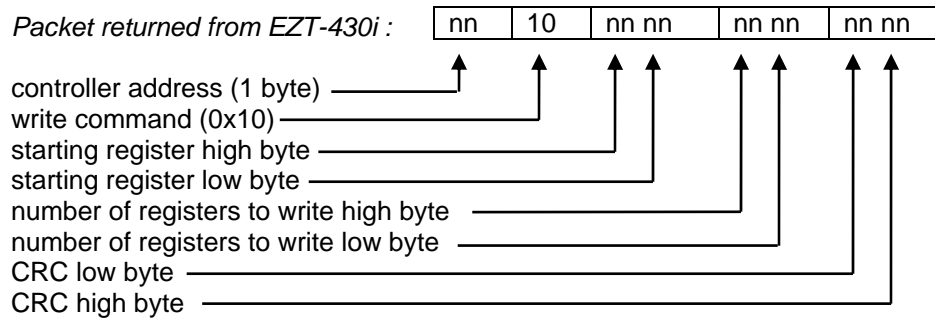 Packet returned from EZT-430i : nn 10 nn nn nn nn nn nn
controller address (1 byte)
write command (0x10)
starting register high byte
starting register low byte
number of registers to write high byte
number of registers to write low byte
CRC low byte
CRC high byte